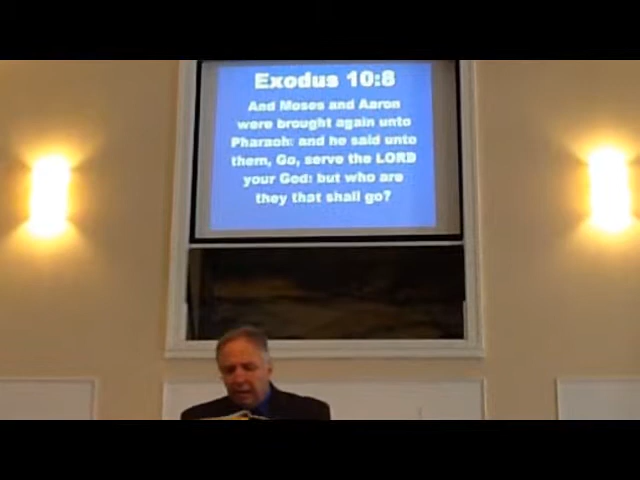 Exodus 10:8
And Moses and Aaron
were brought again unto
Pharaoh: and he said unto
them, Go, serve the LORD
your God: but who are
they that shall go?